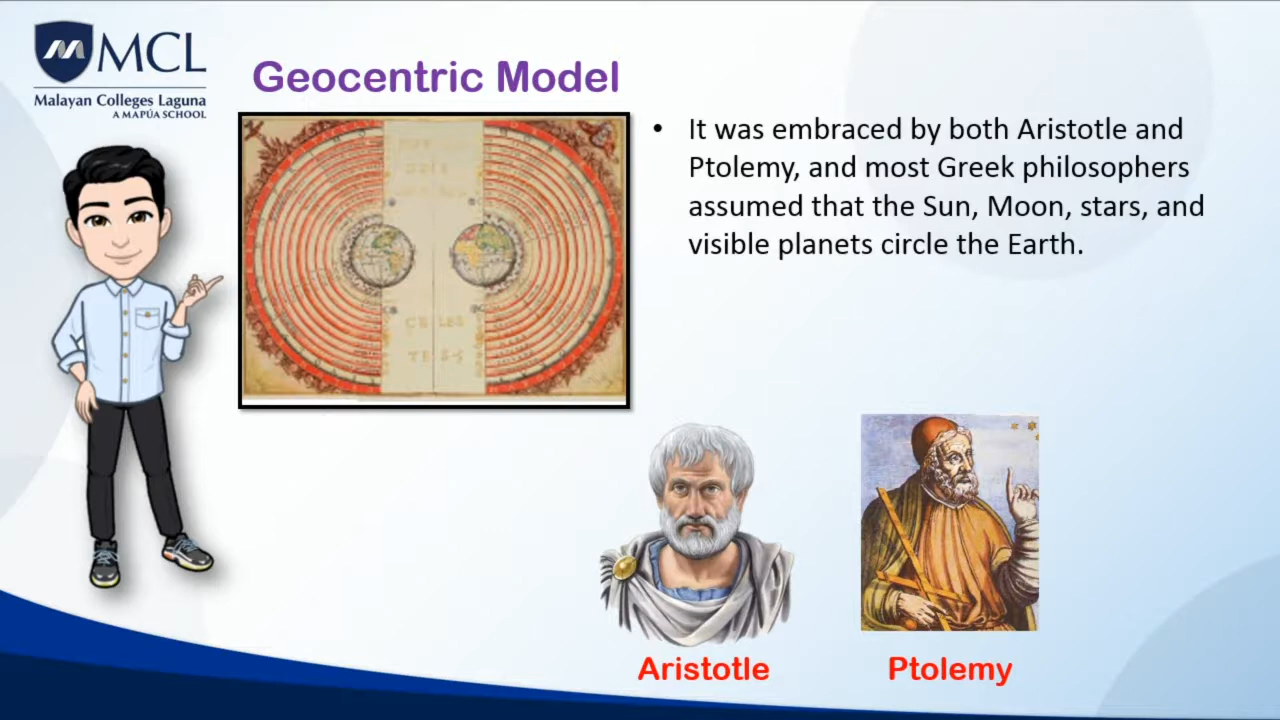 MCL
Malayan Colleges Laguna
A MAPÚA SCHOOL
Geocentric Model
• It was embraced by both Aristotle and
Ptolemy, and most Greek philosophers
assumed that the Sun, Moon, stars, and
visible planets circle the Earth.
Aristotle
Ptolemy